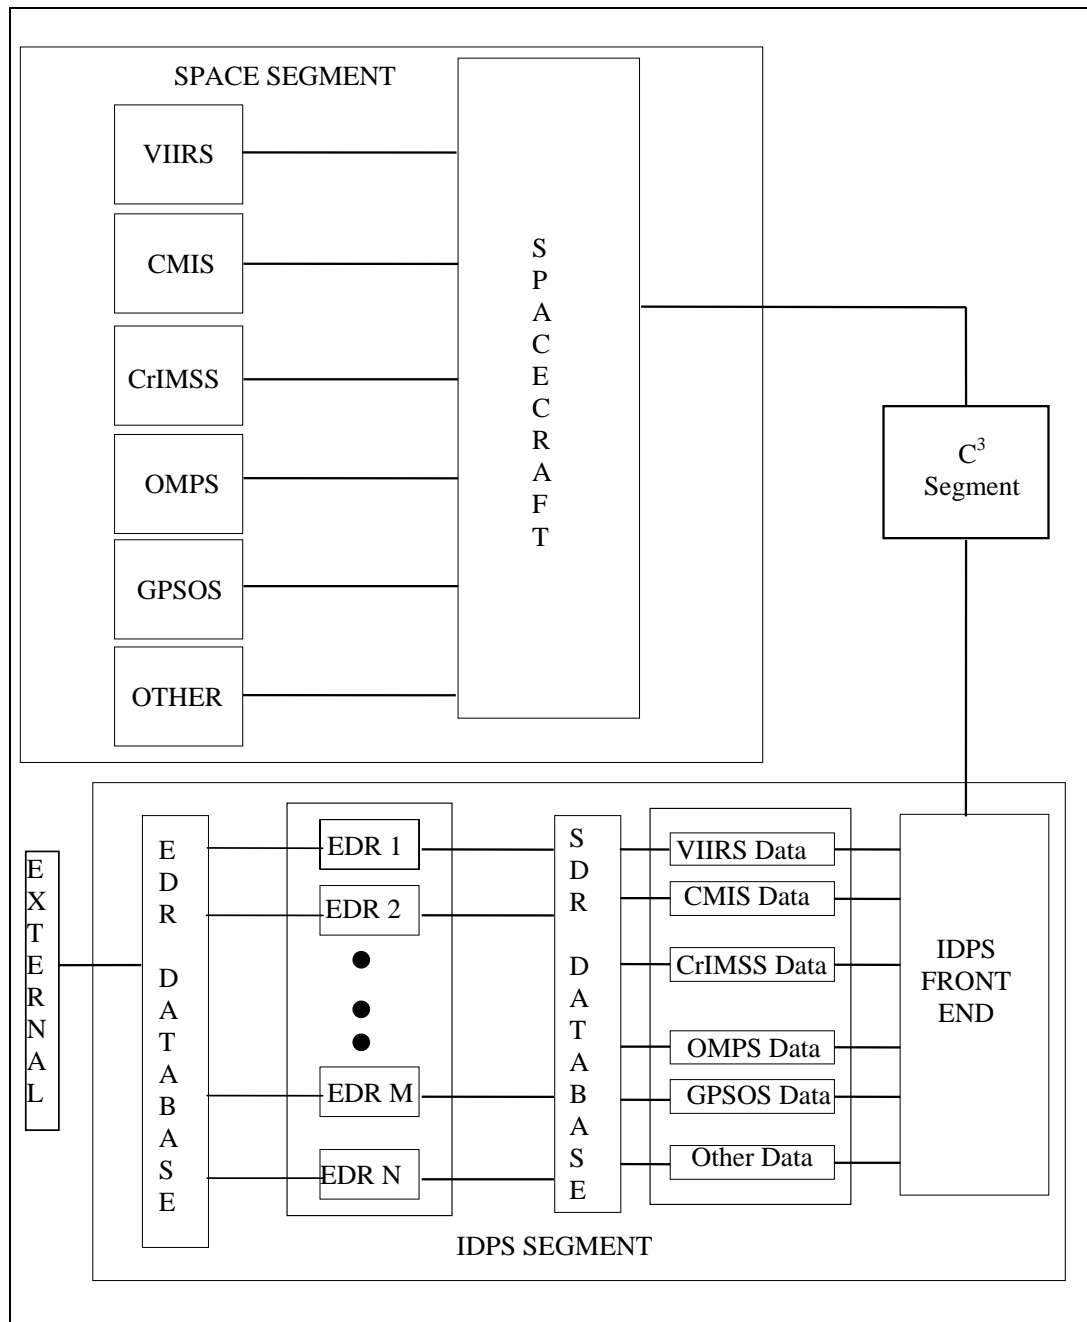 SPACE SEGMENT
VIIRS
CMIS
CrIMSS
OMPS
GPSOS
OTHER
SPACECRAFT
C³
Segment
EXTERNAL
EDR DATABASE
EDR 1
EDR 2
EDR M
EDR N
SDR DATABASE
VIIRS Data
CMIS Data
CrIMSS Data
OMPS Data
GPSOS Data
Other Data
IDPS
FRONT
END
IDPS SEGMENT